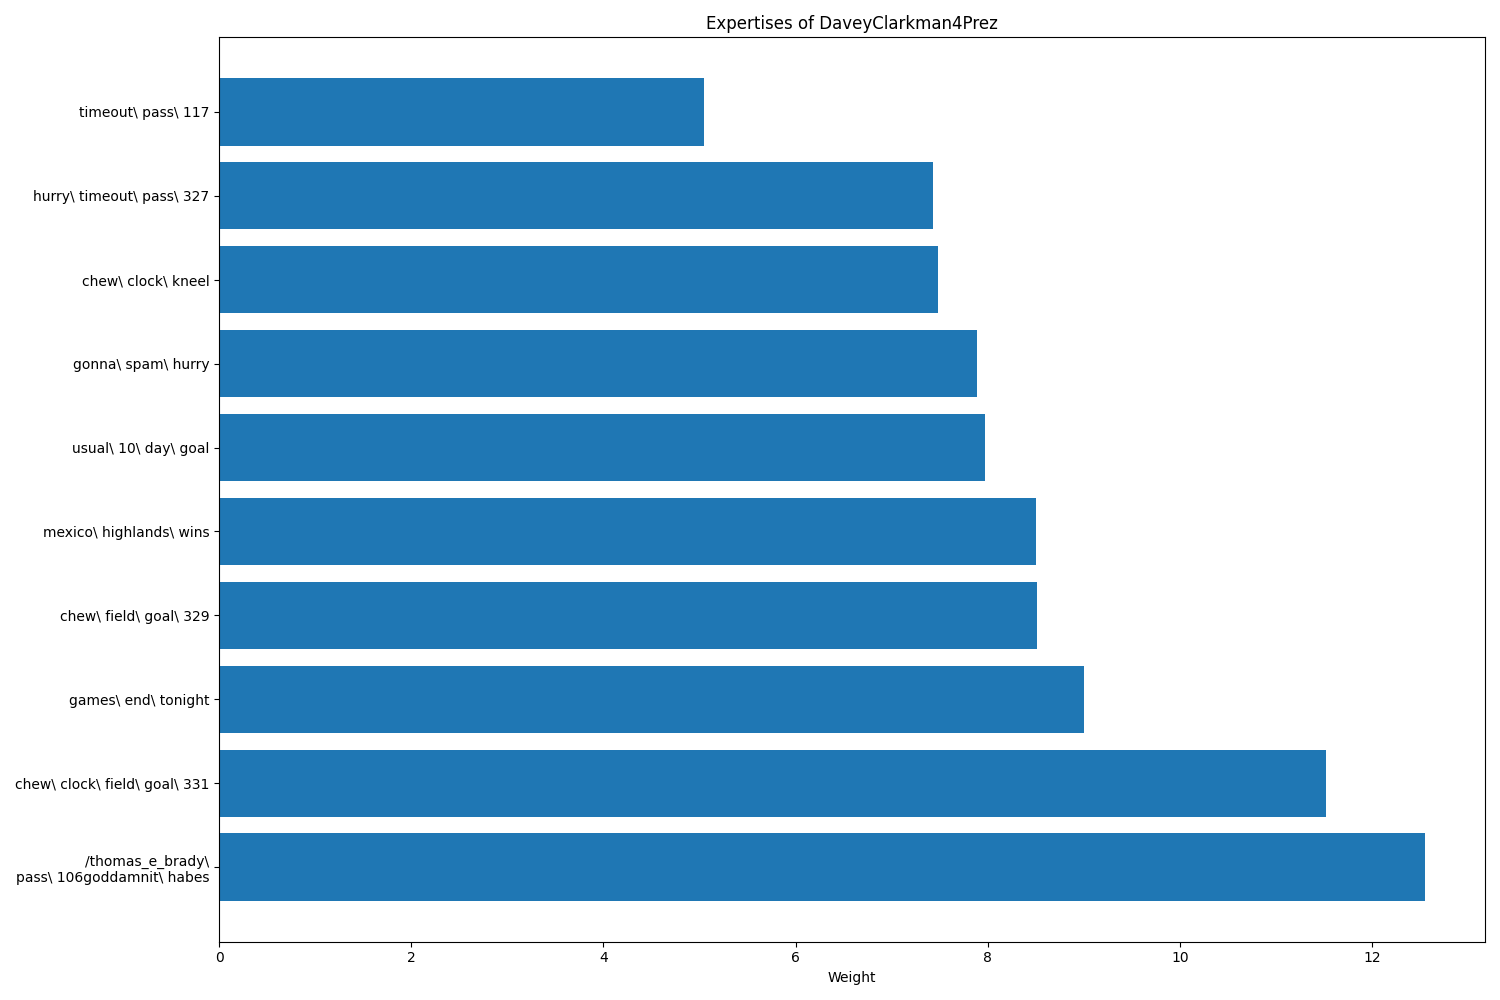 Expertises of DaveyClarkman4Prez
timeout\ pass\ 117
hurry\ timeout\ pass\ 327
chew\ clock\ kneel
gonna\ spam\ hurry
usual\ 10\ day\ goal
mexico\ highlands\ wins
chew\ field\ goal\ 329
games\ end\ tonight
chew\ clock\ field\ goal\ 331
/thomas_e_brady\
pass\ 106goddamnit\ habes
0 2 4 6 8 10 12
Weight